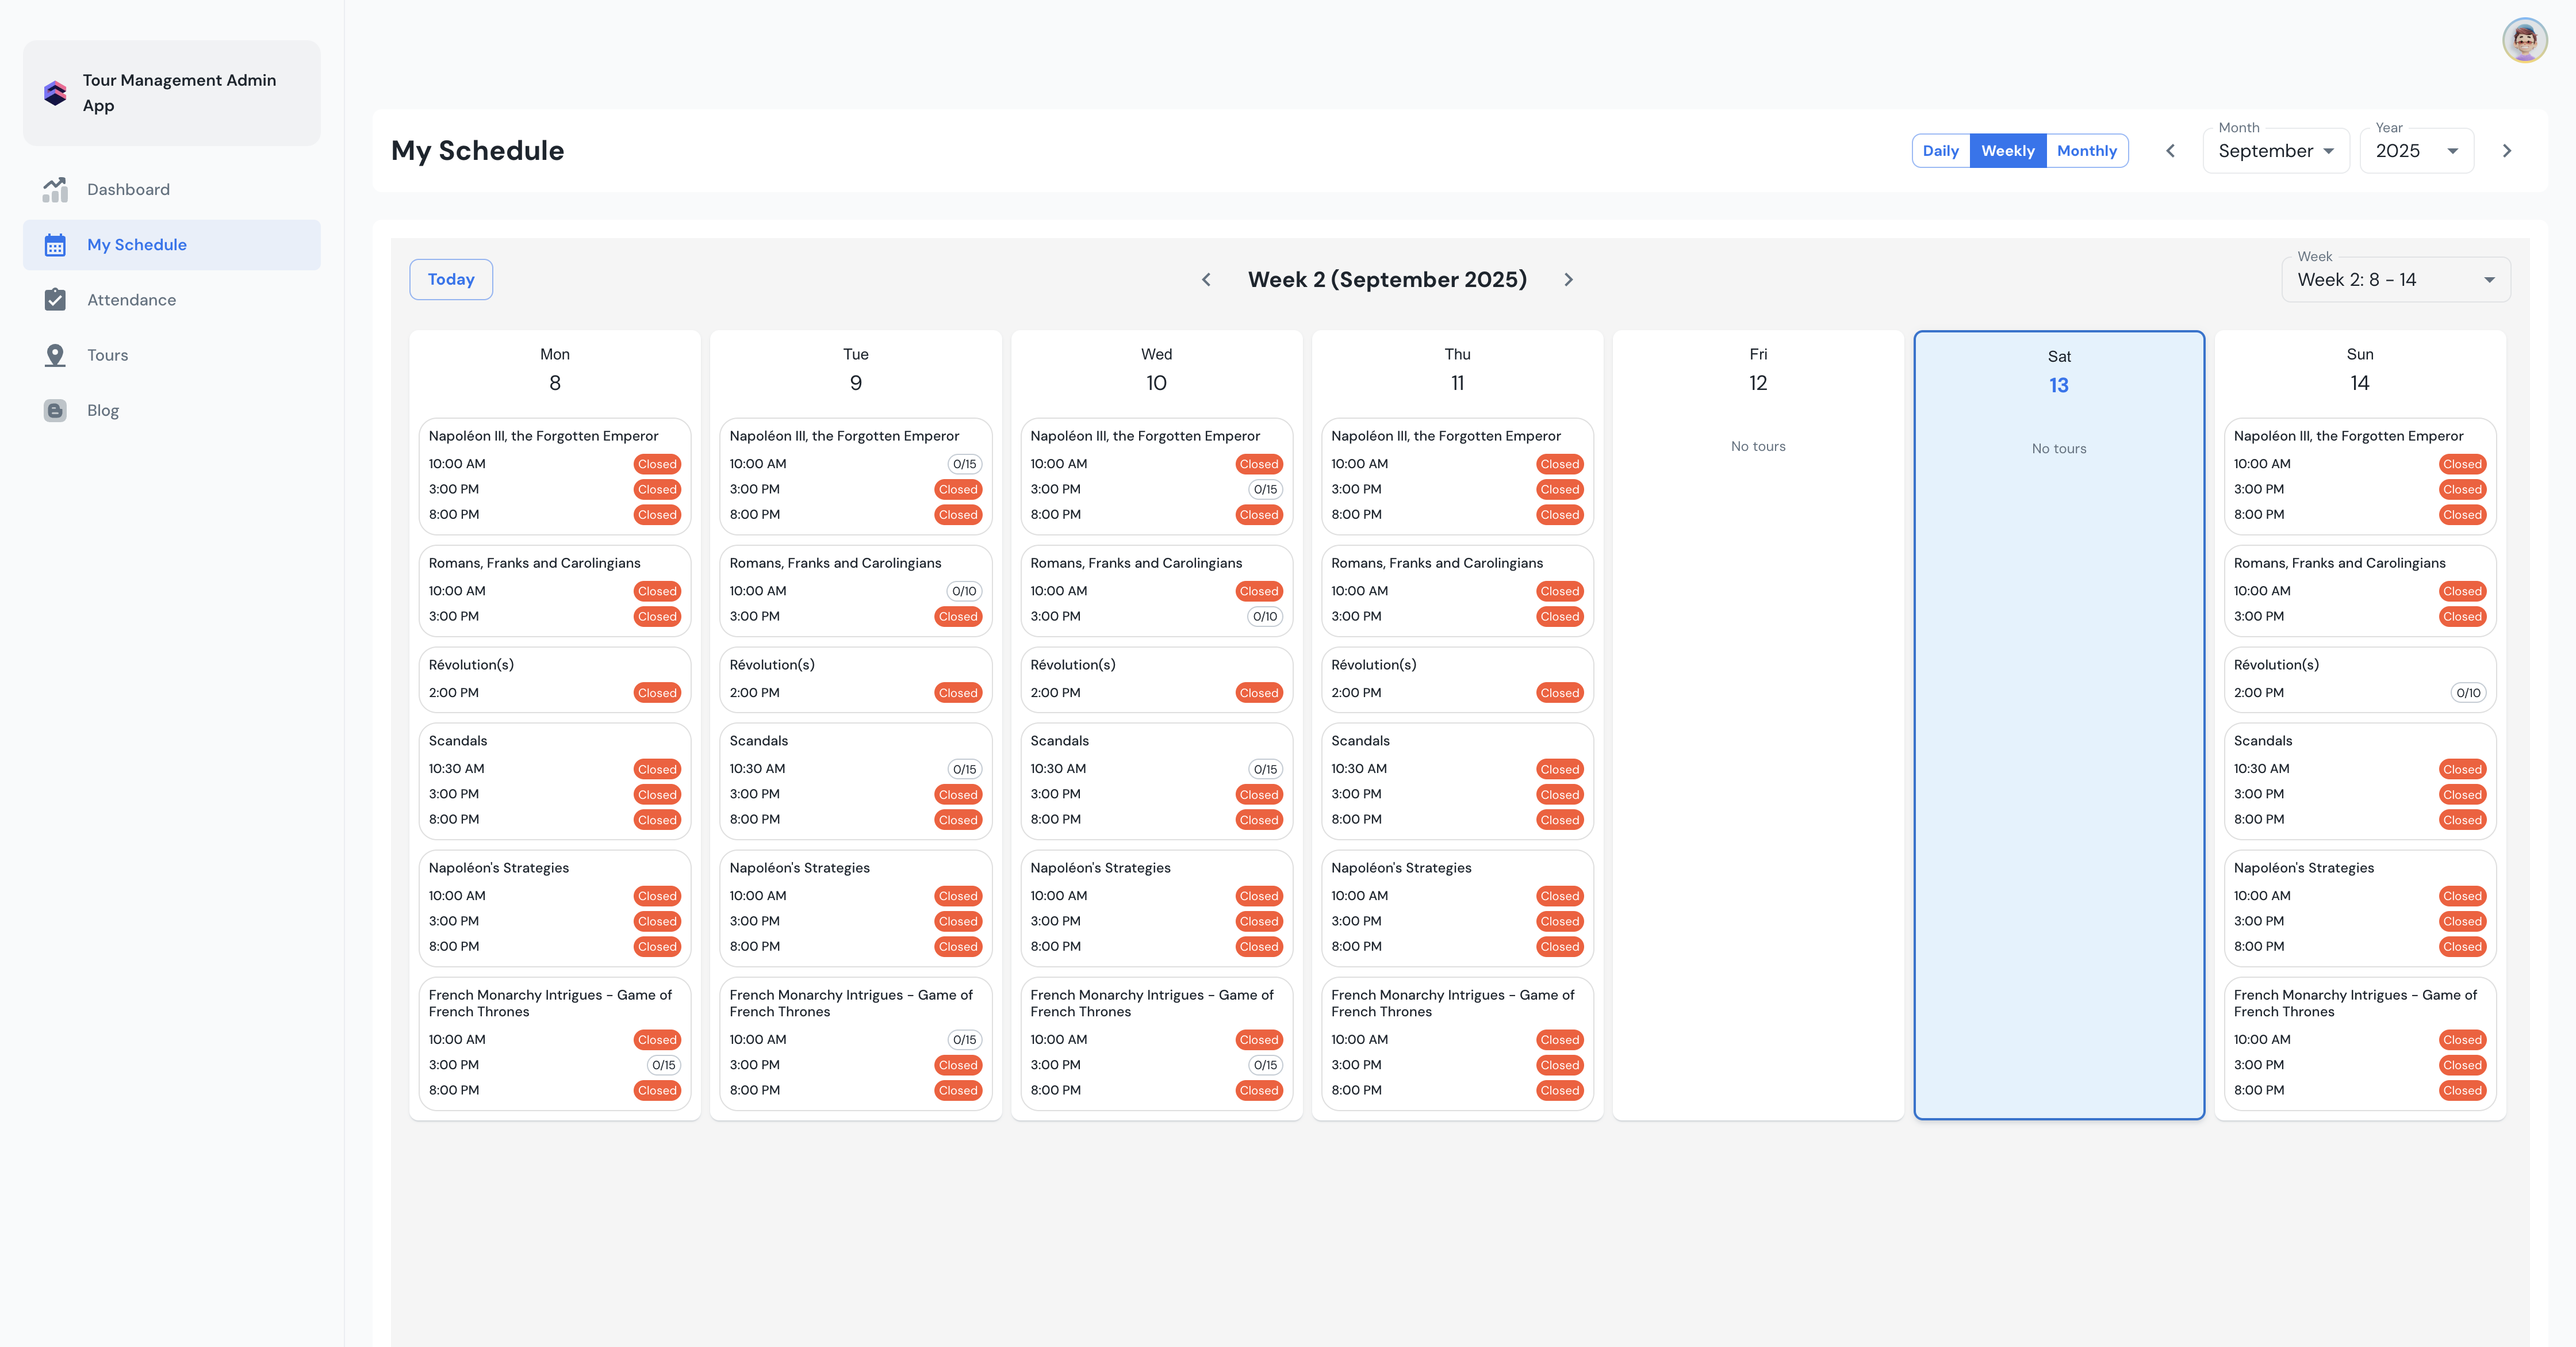 Tour Management Admin
App
Dashboard
My Schedule
Attendance
Tours
Blog
My Schedule
Daily
Weekly
Monthly
Month
September
Year
2025
Today
Week 2 (September 2025)
Week
Week 2: 8 - 14
Mon
8
Napoléon III, the Forgotten Emperor
10:00 AM Closed
3:00 PM Closed
8:00 PM Closed
Romans, Franks and Carolingians
10:00 AM Closed
3:00 PM Closed
Révolution(s)
2:00 PM Closed
Scandals
10:30 AM Closed
3:00 PM Closed
8:00 PM Closed
Napoléon's Strategies
10:00 AM Closed
3:00 PM Closed
8:00 PM Closed
French Monarchy Intrigues - Game of
French Thrones
10:00 AM Closed
3:00 PM 0/15
8:00 PM Closed
Tue
9
Napoléon III, the Forgotten Emperor
10:00 AM 0/15
3:00 PM Closed
8:00 PM Closed
Romans, Franks and Carolingians
10:00 AM 0/10
3:00 PM Closed
Révolution(s)
2:00 PM Closed
Scandals
10:30 AM 0/15
3:00 PM Closed
8:00 PM Closed
Napoléon's Strategies
10:00 AM Closed
3:00 PM Closed
8:00 PM Closed
French Monarchy Intrigues - Game of
French Thrones
10:00 AM 0/15
3:00 PM Closed
8:00 PM Closed
Wed
10
Napoléon III, the Forgotten Emperor
10:00 AM Closed
3:00 PM 0/15
8:00 PM Closed
Romans, Franks and Carolingians
10:00 AM Closed
3:00 PM 0/10
Révolution(s)
2:00 PM Closed
Scandals
10:30 AM 0/15
3:00 PM Closed
8:00 PM Closed
Napoléon's Strategies
10:00 AM Closed
3:00 PM Closed
8:00 PM Closed
French Monarchy Intrigues - Game of
French Thrones
10:00 AM Closed
3:00 PM 0/15
8:00 PM Closed
Thu
11
Napoléon III, the Forgotten Emperor
10:00 AM Closed
3:00 PM Closed
8:00 PM Closed
Romans, Franks and Carolingians
10:00 AM Closed
3:00 PM Closed
Révolution(s)
2:00 PM Closed
Scandals
10:30 AM Closed
3:00 PM Closed
8:00 PM Closed
Napoléon's Strategies
10:00 AM Closed
3:00 PM Closed
8:00 PM Closed
French Monarchy Intrigues - Game of
French Thrones
10:00 AM Closed
3:00 PM Closed
8:00 PM Closed
Fri
12
No tours
Sat
13
No tours
Sun
14
Napoléon III, the Forgotten Emperor
10:00 AM Closed
3:00 PM Closed
8:00 PM Closed
Romans, Franks and Carolingians
10:00 AM Closed
3:00 PM Closed
Révolution(s)
2:00 PM 0/10
Scandals
10:30 AM Closed
3:00 PM Closed
8:00 PM Closed
Napoléon's Strategies
10:00 AM Closed
3:00 PM Closed
8:00 PM Closed
French Monarchy Intrigues - Game of
French Thrones
10:00 AM Closed
3:00 PM Closed
8:00 PM Closed